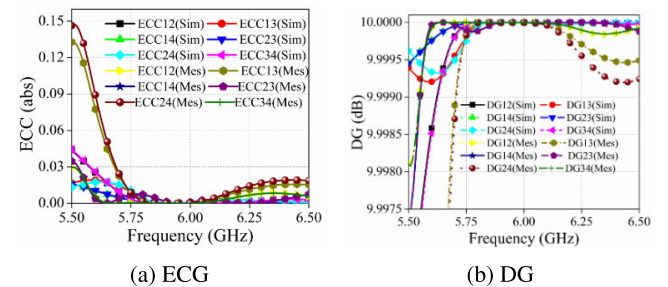 0.15
0.12
0.09
0.06
0.03
0.00
ECC (abs)
ECC12(Sim) ECC13(Sim)
ECC14(Sim) ECC23(Sim)
ECC24(Sim) ECC34(Sim)
ECC12(Mes) ECC13(Mes)
ECC14(Mes) ECC23(Mes)
ECC24(Mes) ECC34(Mes)
5.50 5.75 6.00 6.25 6.50
Frequency (GHz)
(a) ECG
10.0000
9.9995
9.9990
9.9985
9.9980
9.9975
DG (dB)
DG12(Sim) DG13(Sim)
DG14(Sim) DG23(Sim)
DG24(Sim) DG34(Sim)
DG12(Mes) DG13(Mes)
DG14(Mes) DG23(Mes)
DG24(Mes) DG34(Mes)
5.50 5.75 6.00 6.25 6.50
Frequency (GHz)
(b) DG